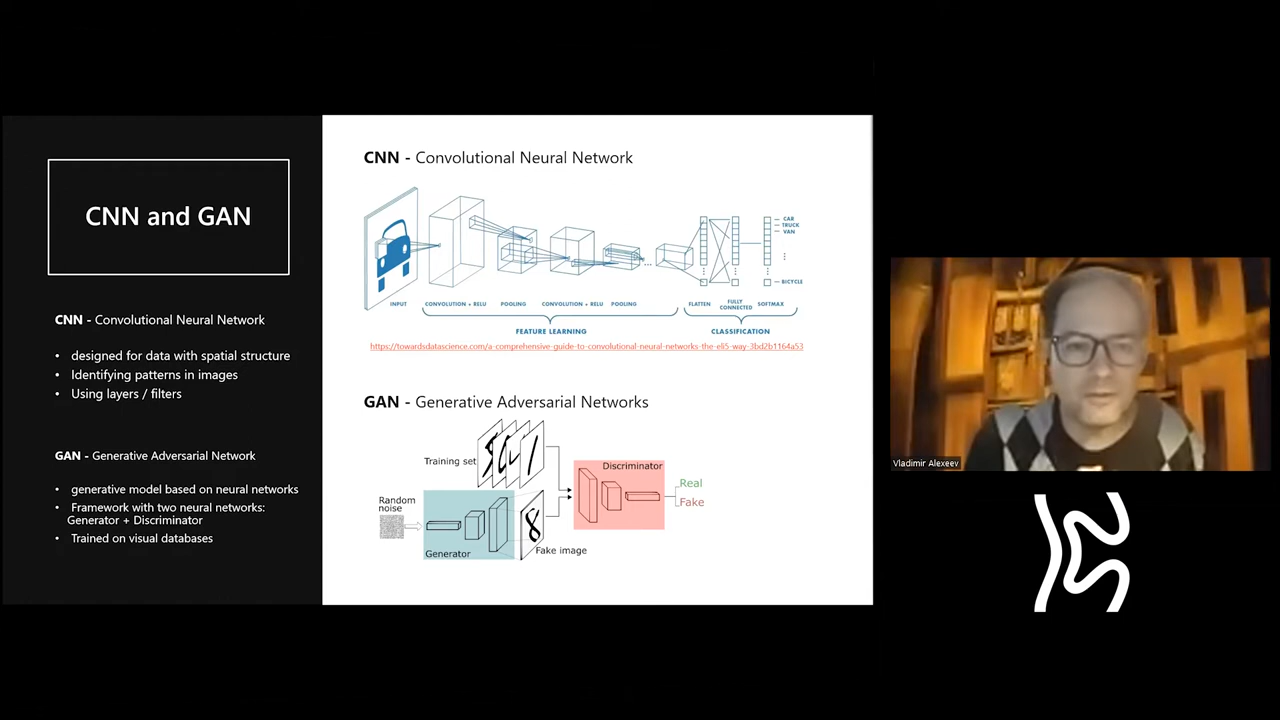 CNN and GAN
CNN - Convolutional Neural Network
• designed for data with spatial structure
• Identifying patterns in images
• Using layers / filters
GAN - Generative Adversarial Network
• generative model based on neural networks
• Framework with two neural networks:
Generator + Discriminator
• Trained on visual databases
CNN - Convolutional Neural Network
CAR
TRUCK
VAN
BICYCLE
INPUT
CONVOLUTION + RELU
POOLING
CONVOLUTION + RELU
POOLING
FLATTEN
FULLY
CONNECTED
SOFTMAX
FEATURE LEARNING
CLASSIFICATION
https://towardsdatascience.com/a-comprehensive-guide-to-convolutional-neural-networks-the-eli5-way-3bd2b1164a53
GAN - Generative Adversarial Networks
Training set
Random
noise
Generator
8
Fake image
Discriminator
Real
Fake
Vladimir Alexeev